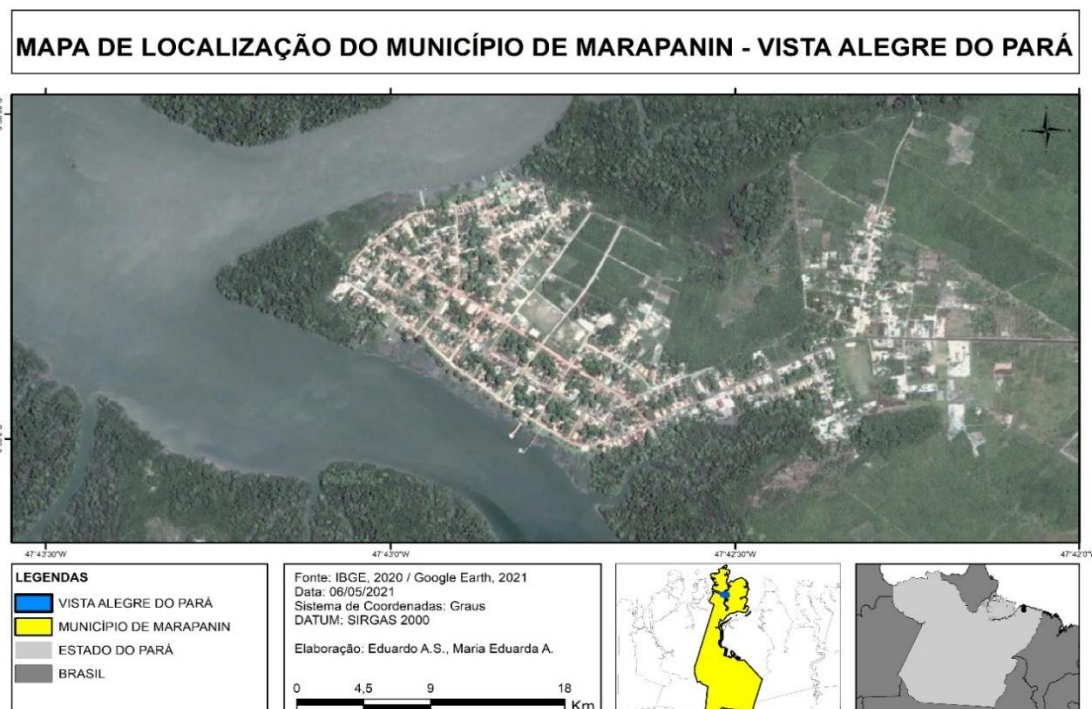 MAPA DE LOCALIZAÇÃO DO MUNICÍPIO DE MARAPANIN - VISTA ALEGRE DO PARÁ
47°43'30"W 47°43'0"W 47°42'30"W 47°42'0"W
LEGENDAS
VISTA ALEGRE DO PARÁ
MUNICÍPIO DE MARAPANIN
ESTADO DO PARÁ
BRASIL
Fonte: IBGE, 2020 / Google Earth, 2021
Data: 06/05/2021
Sistema de Coordenadas: Graus
DATUM: SIRGAS 2000
Elaboração: Eduardo A.S., Maria Eduarda A.
0 4,5 9 18
Km